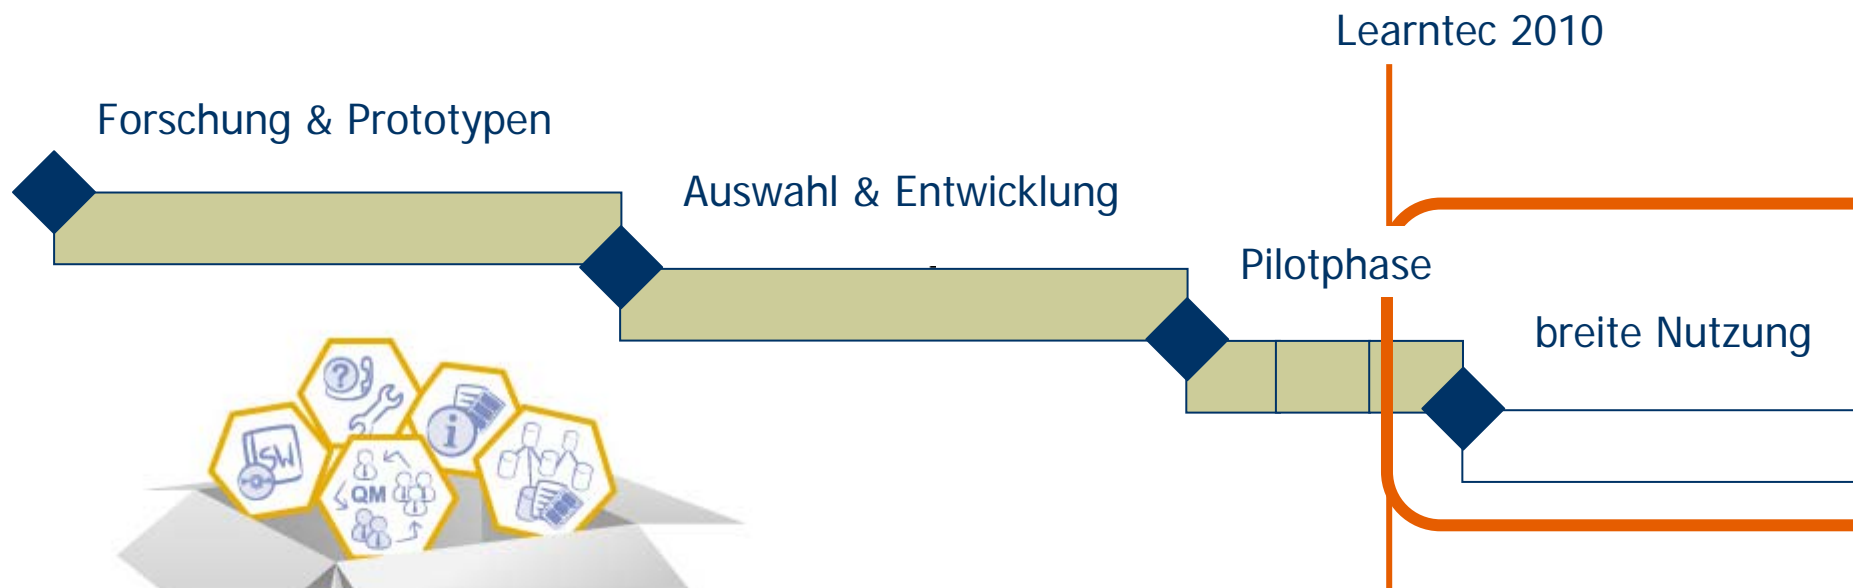 Learntec 2010
Forschung & Prototypen
Auswahl & Entwicklung
Pilotphase
breite Nutzung
?
SW
i
QM